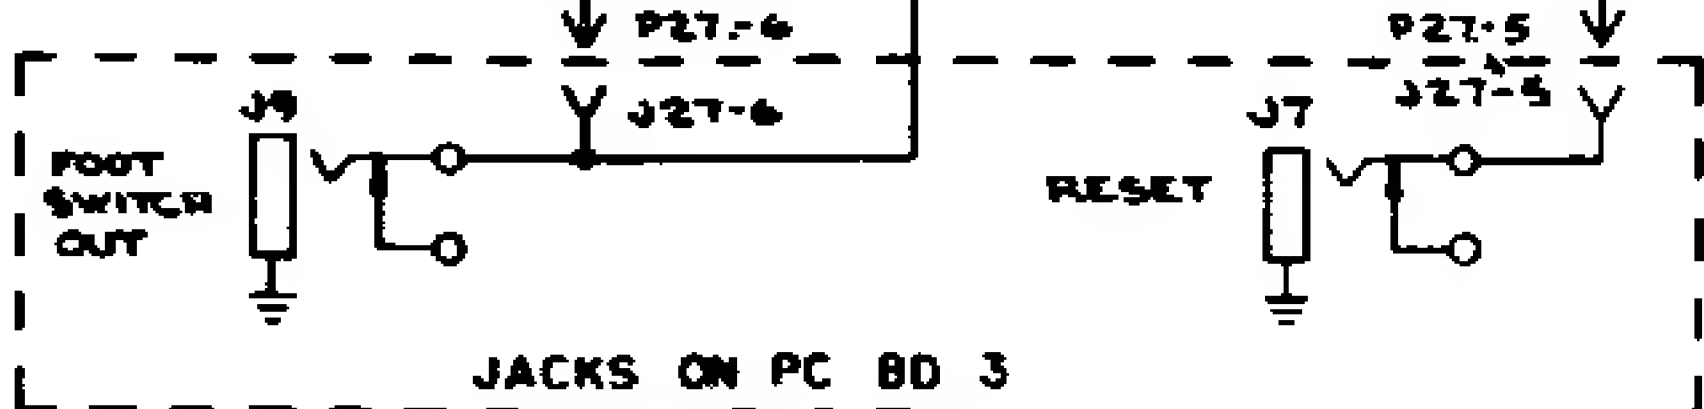 P27-6
P27-5
J27-6
J27-5
J9
J7
FOOT
SWITCH
OUT
RESET
JACKS ON PC BD 3